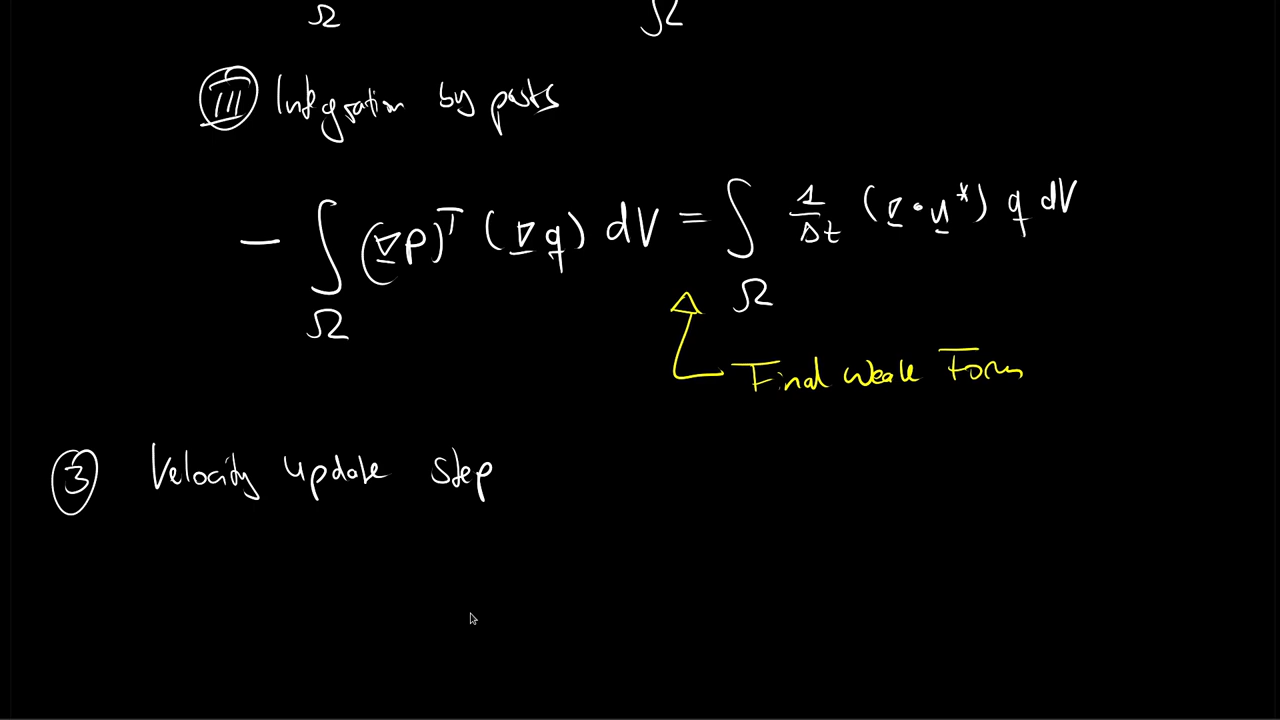 Ω Ω
III Integration by parts
− ∫_Ω (∇p)^T (∇q) dV = ∫_Ω 1/Δt (∇·u*) q dV
Final Weak Form
3 Velocity update step